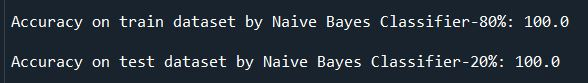 Accuracy on train dataset by Naive Bayes Classifier-80%: 100.0
Accuracy on test dataset by Naive Bayes Classifier-20%: 100.0